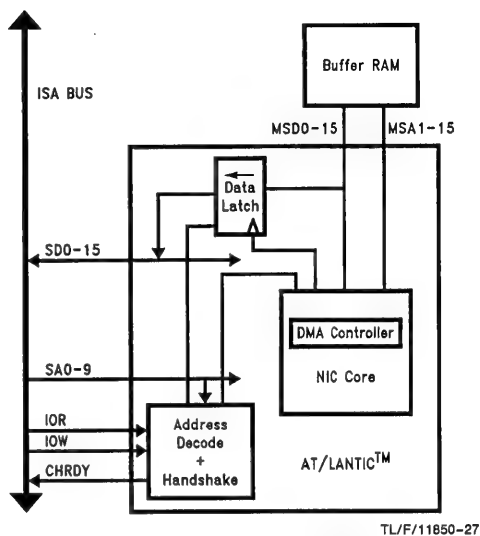 Buffer RAM
ISA BUS
MSD0-15
MSA1-15
Data
Latch
SD0-15
DMA Controller
NIC Core
SA0-9
IOR
IOW
CHRDY
Address
Decode
+
Handshake
AT/LANTIC™
TL/F/11850-27